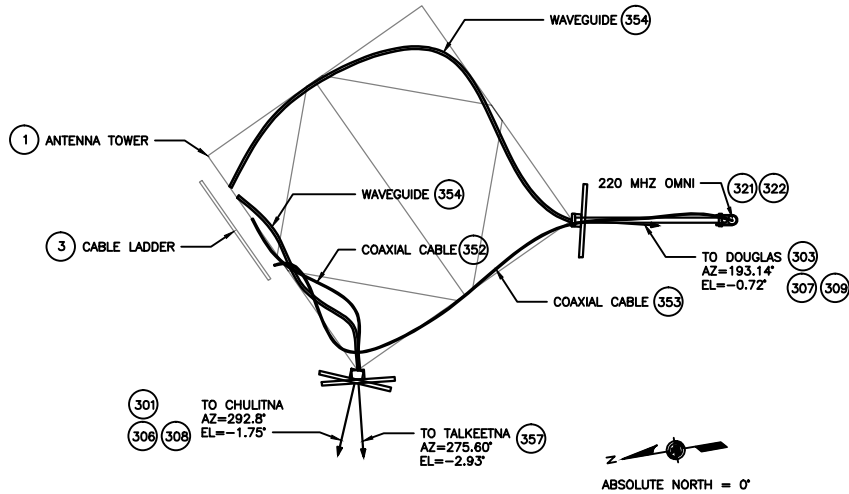 WAVEGUIDE 354
1 ANTENNA TOWER
220 MHZ OMNI 321 322
WAVEGUIDE 354
3 CABLE LADDER
COAXIAL CABLE 352
TO DOUGLAS 303
AZ=193.14°
EL=-0.72° 307 309
COAXIAL CABLE 353
301 TO CHULITNA
AZ=292.8°
306 308 EL=-1.75°
TO TALKEETNA 357
AZ=275.60°
EL=-2.93°
N
ABSOLUTE NORTH = 0°